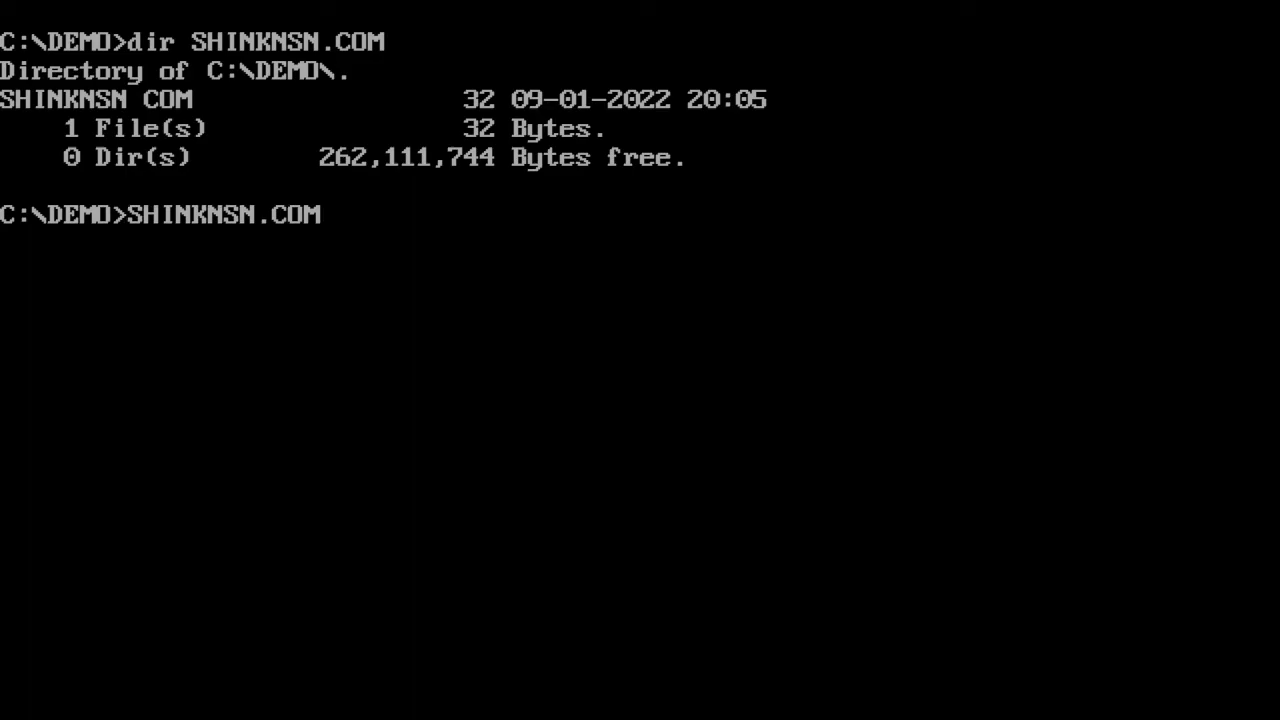 C:\DEMO>dir SHINKNSN.COM
Directory of C:\DEMO\.
SHINKNSN COM                 32 09-01-2022 20:05
    1 File(s)                32 Bytes.
    0 Dir(s)        262,111,744 Bytes free.
C:\DEMO>SHINKNSN.COM